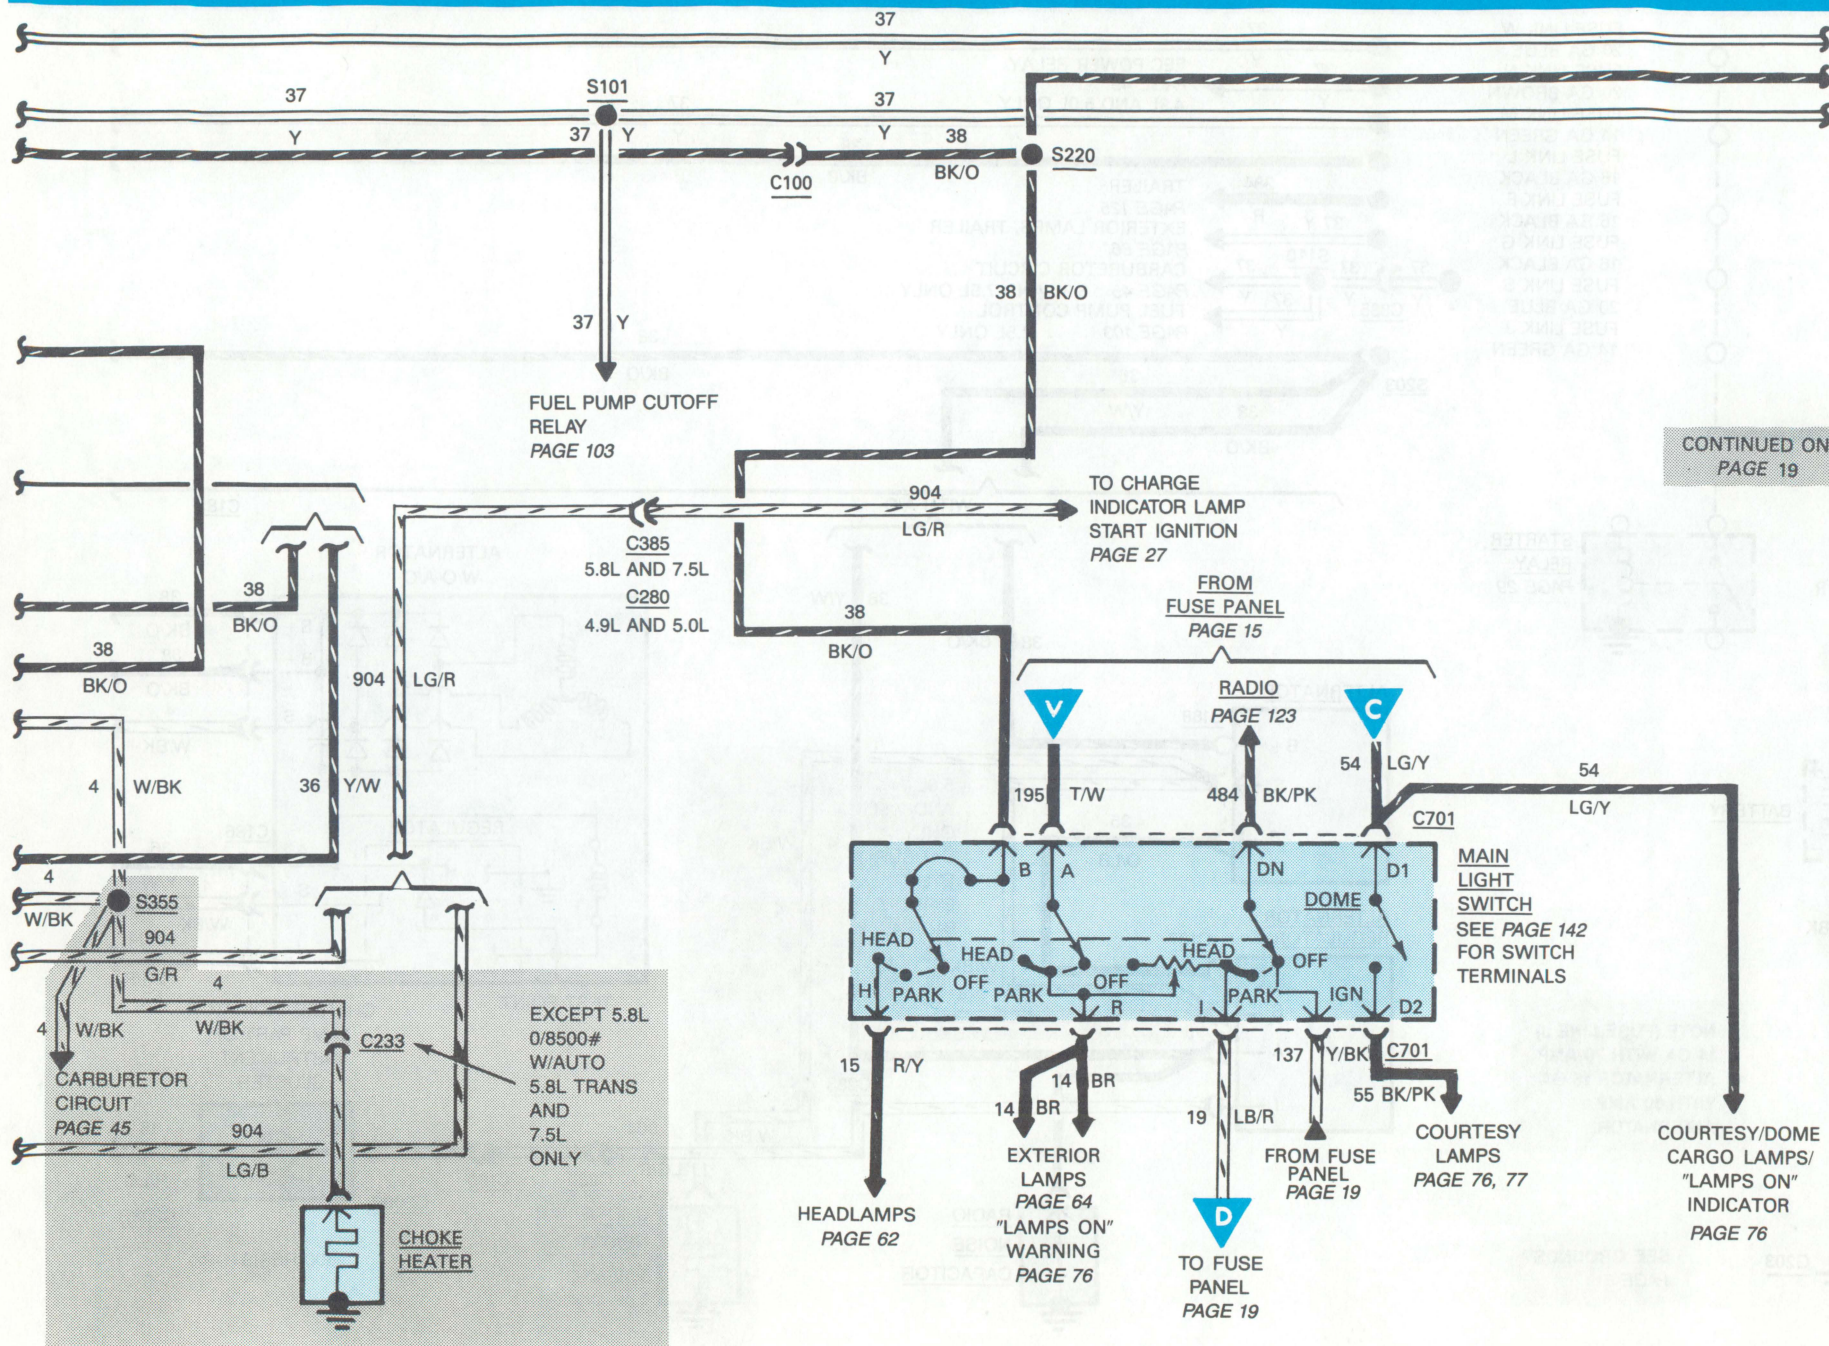 37
Y
37
Y
S101
37
Y
37
Y
38
BK/O
S220
C100
38
BK/O
37
Y
FUEL PUMP CUTOFF
RELAY
PAGE 103
CONTINUED ON
PAGE 19
904
LG/R
TO CHARGE
INDICATOR LAMP
START IGNITION
PAGE 27
C385
5.8L AND 7.5L
C280
4.9L AND 5.0L
38
BK/O
38
BK/O
38
BK/O
904
LG/R
FROM
FUSE PANEL
PAGE 15
RADIO
PAGE 123
V
C
4
W/BK
36
Y/W
195
T/W
484
BK/PK
54
LG/Y
54
LG/Y
C701
4
W/BK
S355
904
G/R
4
W/BK
4
W/BK
C233
CARBURETOR
CIRCUIT
PAGE 45
904
LG/B
EXCEPT 5.8L
0/8500#
W/AUTO
5.8L TRANS
AND
7.5L
ONLY
CHOKE
HEATER
B
A
DN
D1
DOME
HEAD
HEAD
HEAD
OFF
OFF
OFF
PARK
PARK
PARK
IGN
H
R
I
D2
MAIN
LIGHT
SWITCH
SEE PAGE 142
FOR SWITCH
TERMINALS
15
R/Y
14
BR
14
BR
19
LB/R
137
Y/BK
C701
55 BK/PK
HEADLAMPS
PAGE 62
EXTERIOR
LAMPS
PAGE 64
"LAMPS ON"
WARNING
PAGE 76
D
TO FUSE
PANEL
PAGE 19
FROM FUSE
PANEL
PAGE 19
COURTESY
LAMPS
PAGE 76, 77
COURTESY/DOME
CARGO LAMPS/
"LAMPS ON"
INDICATOR
PAGE 76